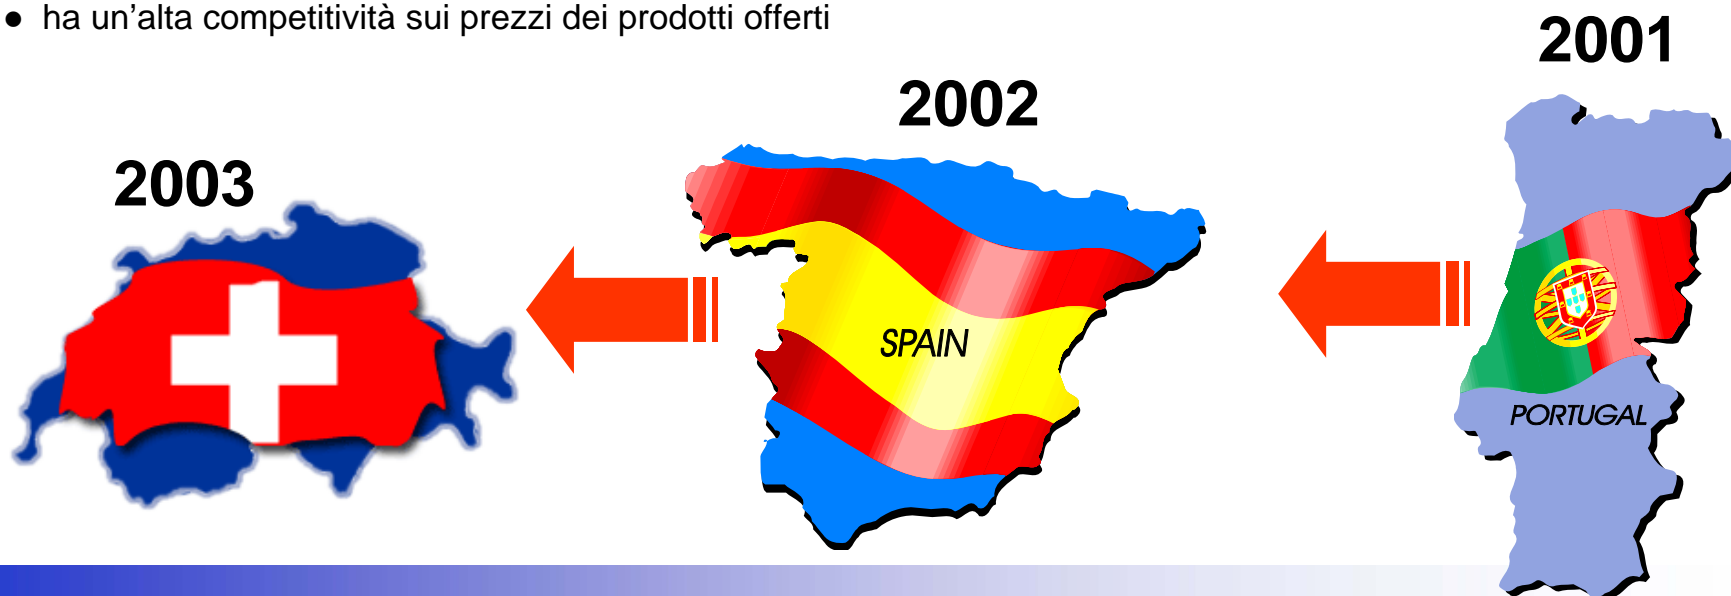 ● ha un’alta competitività sui prezzi dei prodotti offerti
2001
2002
2003
SPAIN
PORTUGAL